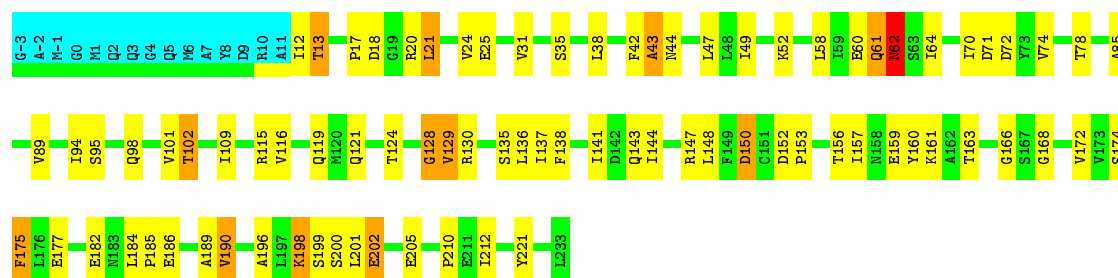 G-3 A-2 M-1 G0 M1 Q2 Q3 G4 Q5 M6 A7 Y8 D9 R10 A11 I12 T13 P17 D18 G19 R20 L21 V24 E25 V31 S35 L38 F42 A43 N44 L47 L48 I49 K52 L58 I59 E60 Q61 N62 S63 I64 I70 D71 D72 Y73 V74 T78 A85
V89 I94 S95 Q98 V101 T102 I109 R115 V116 Q119 M120 Q121 T124 G128 V129 R130 S135 L136 I137 F138 I141 D142 Q143 I144 R147 L148 F149 D150 C151 D152 P153 T156 I157 N158 E159 Y160 K161 A162 T163 G166 S167 G168 V172 V173 S174
F175 L176 E177 E182 N183 L184 P185 E186 A189 V190 A196 L197 K198 S199 S200 L201 E202 E205 P210 E211 I212 Y221 L233